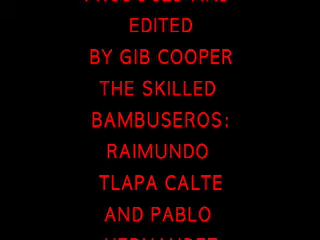 EDITED
BY GIB COOPER
THE SKILLED
BAMBUSEROS:
RAIMUNDO
TLAPA CALTE
AND PABLO